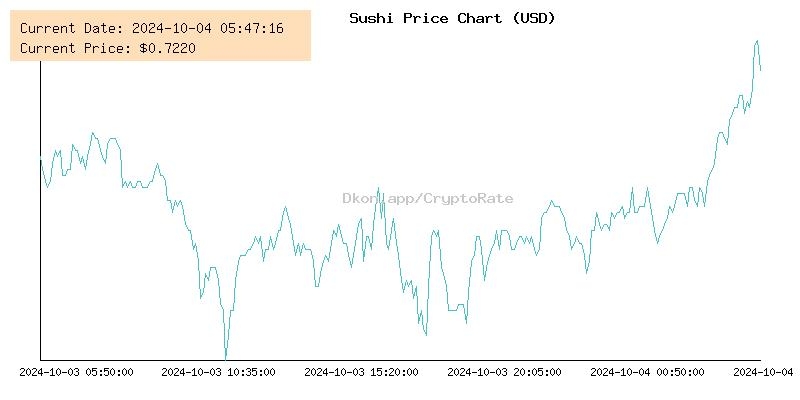 Sushi Price Chart (USD)
Current Date: 2024-10-04 05:47:16
Current Price: $0.7220
Dkon.app/CryptoRate
2024-10-03 05:50:00 2024-10-03 10:35:00 2024-10-03 15:20:00 2024-10-03 20:05:00 2024-10-04 00:50:00 2024-10-04